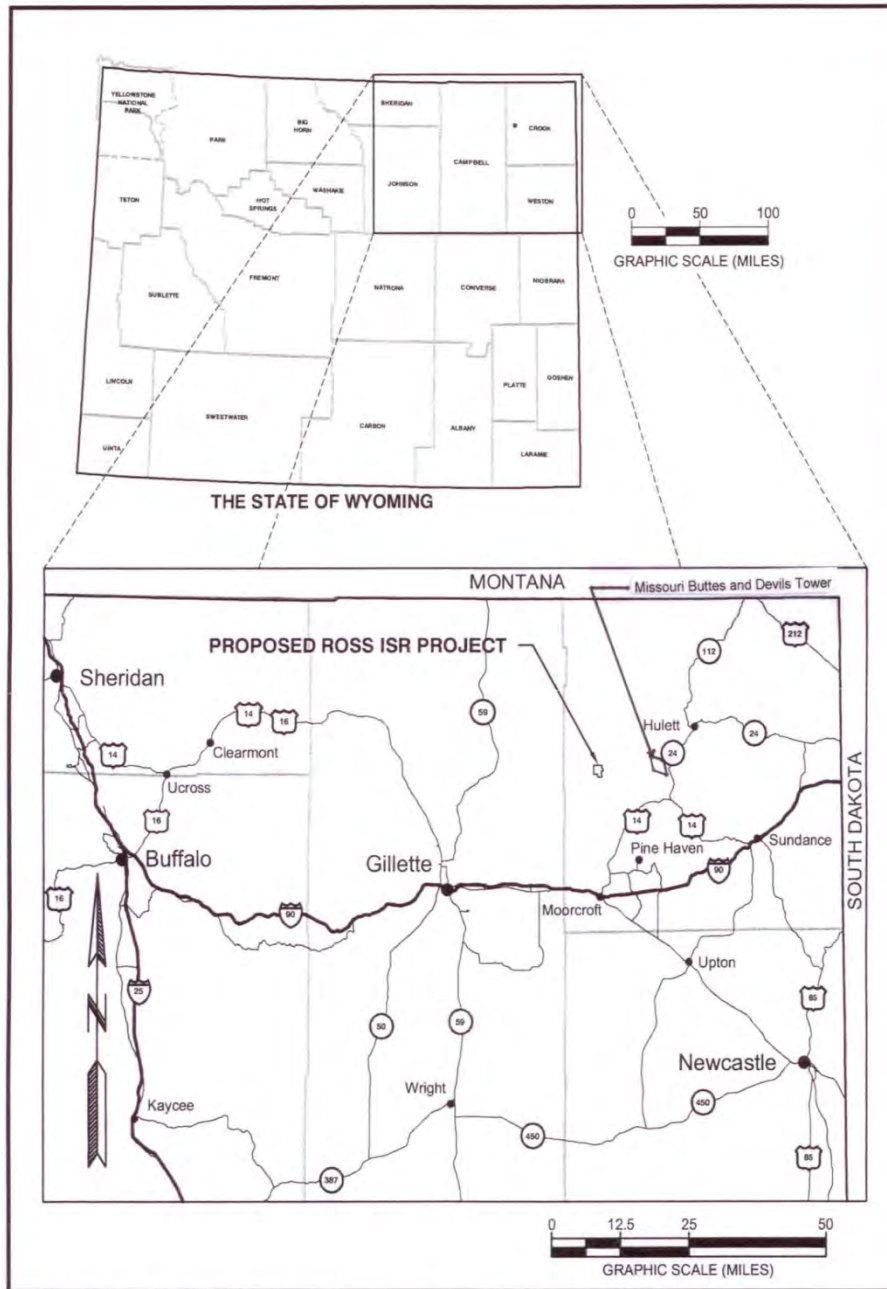 YELLOWSTONE
NATIONAL
PARK
PARK
BIG
HORN
SHERIDAN
CAMPBELL
CROOK
JOHNSON
WESTON
WASHAKIE
TETON
HOT
SPRINGS
FREMONT
NATRONA
CONVERSE
NIOBRARA
SUBLETTE
LINCOLN
SWEETWATER
UINTA
CARBON
ALBANY
PLATTE
GOSHEN
LARAMIE
0 50 100
GRAPHIC SCALE (MILES)
THE STATE OF WYOMING
MONTANA
Missouri Buttes and Devils Tower
PROPOSED ROSS ISR PROJECT
212
112
Sheridan
59
Hulett
14
16
24
24
Clearmont
14
Ucross
16
14
14
Sundance
Pine Haven
Buffalo
Gillette
90
16
Moorcroft
90
SOUTH DAKOTA
Upton
25
N
50
59
85
Newcastle
Wright
Kaycee
450
450
85
387
0 12.5 25 50
GRAPHIC SCALE (MILES)